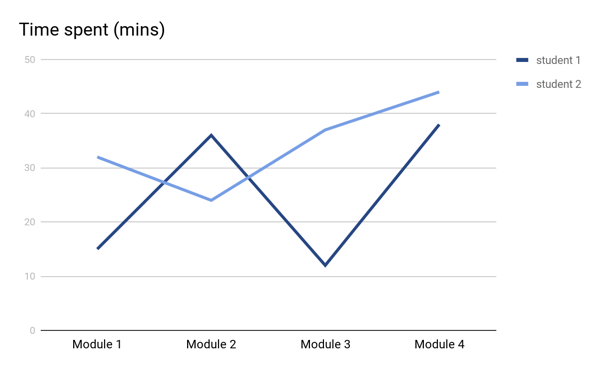 Time spent (mins)
50
40
30
20
10
0
Module 1
Module 2
Module 3
Module 4
student 1
student 2